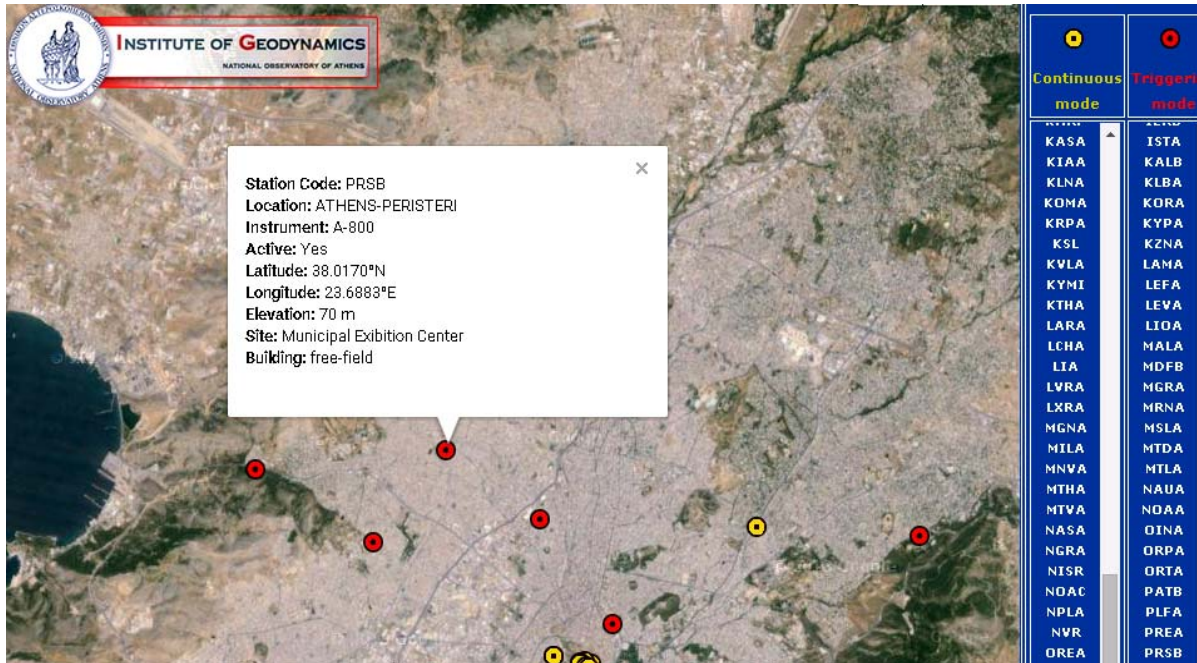 INSTITUTE OF GEODYNAMICS
NATIONAL OBSERVATORY OF ATHENS
Station Code: PRSB
Location: ATHENS-PERISTERI
Instrument: A-800
Active: Yes
Latitude: 38.0170°N
Longitude: 23.6883°E
Elevation: 70 m
Site: Municipal Exibition Center
Building: free-field
×
Continuous
mode
KASA
KIAA
KLNA
KOMA
KRPA
KSL
KVLA
KYMI
KTHA
LARA
LCHA
LIA
LVRA
LXRA
MGNA
MILA
MNVA
MTHA
MTVA
NASA
NGRA
NISR
NOAC
NPLA
NVR
OREA
Triggeri
mode
ISTA
KALB
KLBA
KORA
KYPA
KZNA
LAMA
LEFA
LEVA
LIOA
MALA
MDFB
MGRA
MRNA
MSLA
MTDA
MTLA
NAUA
NOAA
OINA
ORPA
ORTA
PATB
PLFA
PREA
PRSB